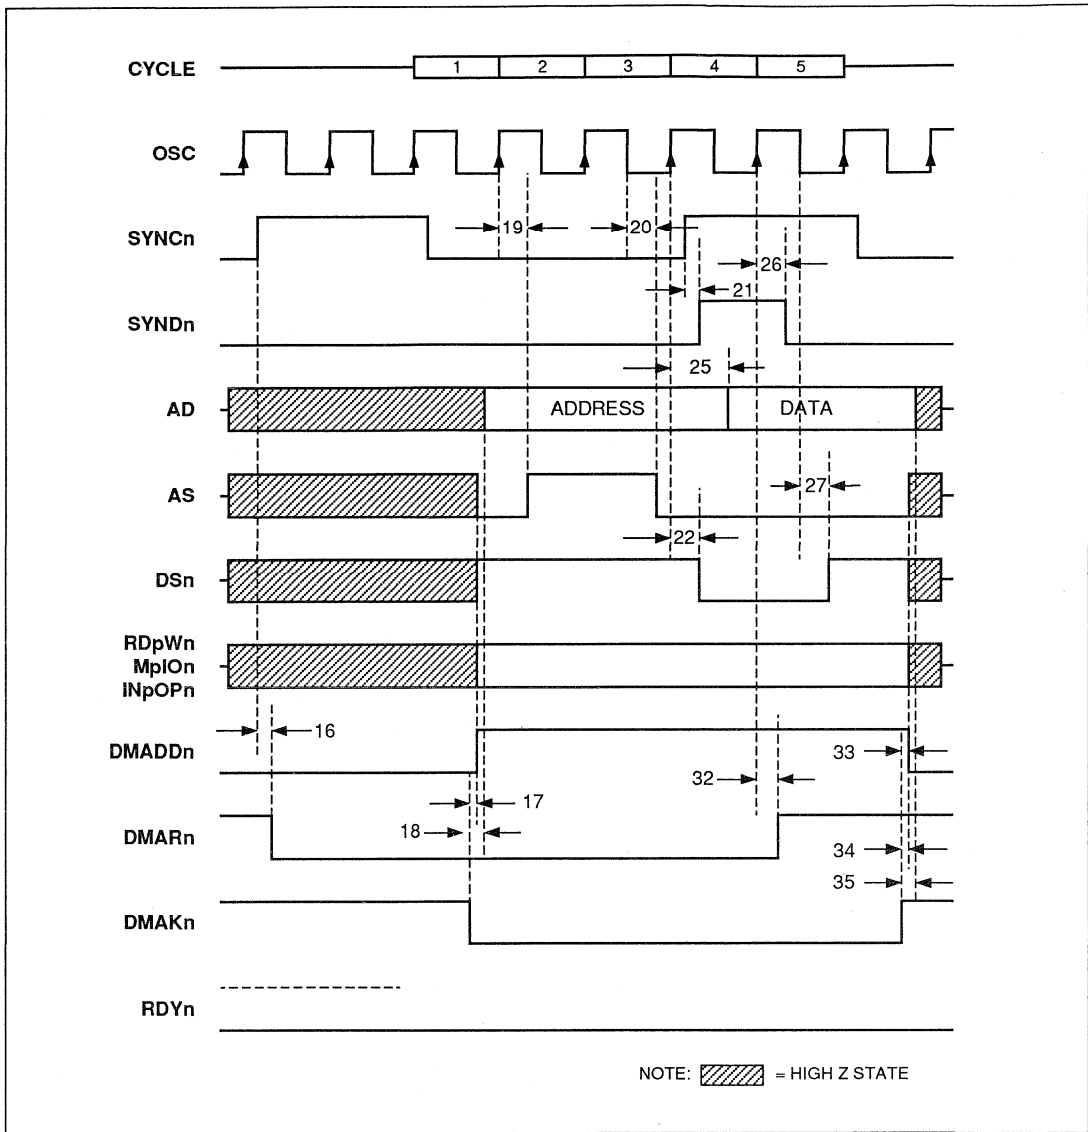 CYCLE 1 2 3 4 5
OSC
19 20
SYNCn
26
21
SYNDn
25
AD ADDRESS DATA
AS 27
22
DSn
RDpWn
MpIOn
INpOPn
16
DMADDn 33
32
17
18
DMARn
34
35
DMAKn
RDYn
NOTE: = HIGH Z STATE